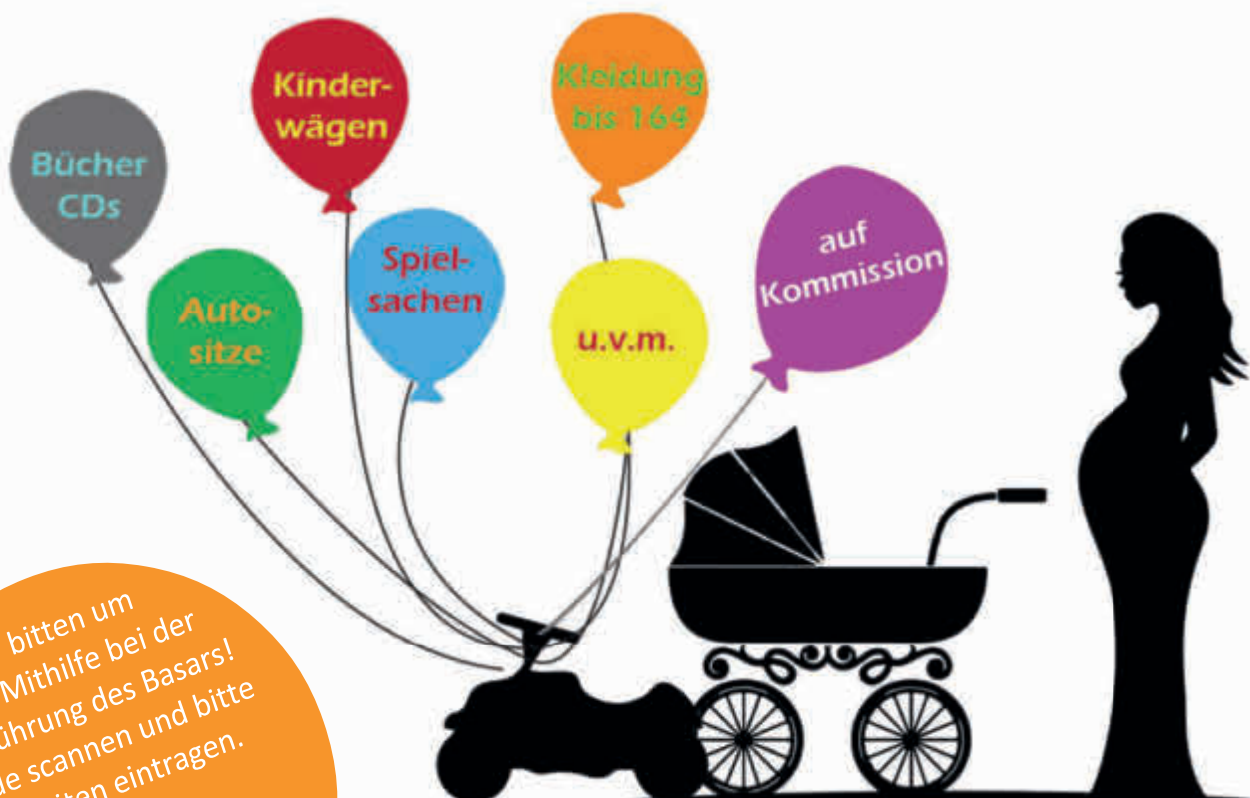 Kinder-
wägen
Kleidung
bis 164
Bücher
CDs
auf
Kommission
Spiel-
sachen
Auto-
sitze
u.v.m.
bitten um
Mithilfe bei der
des Basars!
scannen und bitte
eintragen.